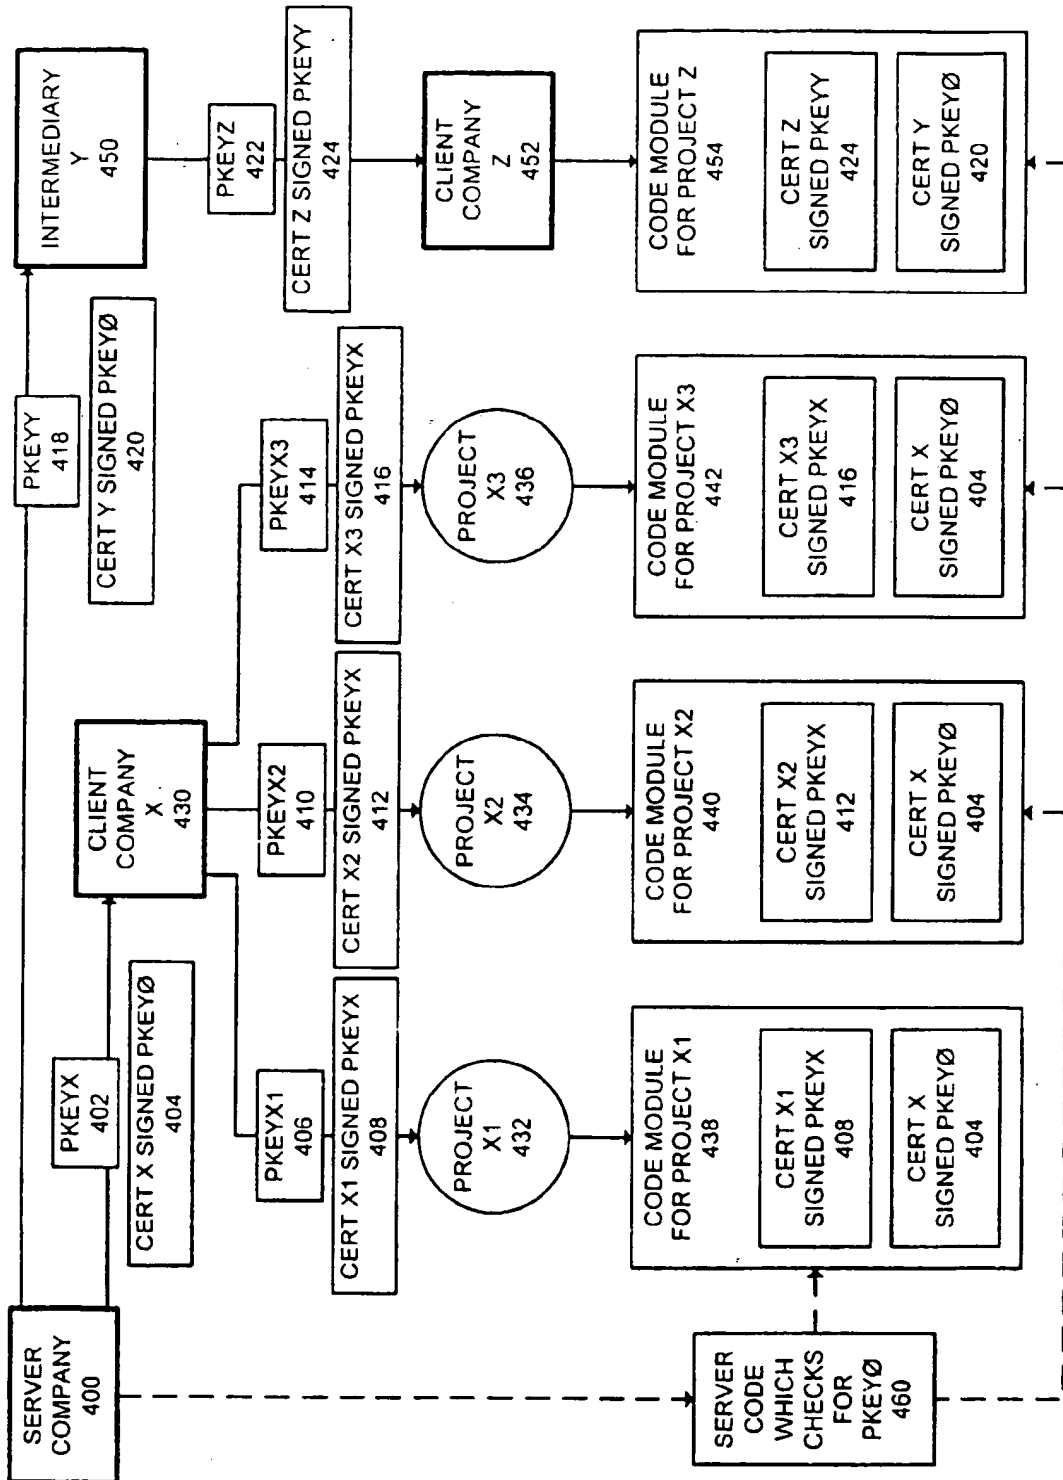 SERVER
COMPANY
400
PKEYX
402
CERT X SIGNED PKEYØ
404
CLIENT
COMPANY
X
430
PKEYY
418
CERT Y SIGNED PKEYØ
420
INTERMEDIARY
Y
450
PKEYX1
406
CERT X1 SIGNED PKEYX
408
PROJECT
X1
432
PKEYX2
410
CERT X2 SIGNED PKEYX
412
PROJECT
X2
434
PKEYX3
414
CERT X3 SIGNED PKEYX
416
PROJECT
X3
436
PKEYZ
422
CERT Z SIGNED PKEYY
424
CLIENT
COMPANY
Z
452
SERVER
CODE
WHICH
CHECKS
FOR
PKEYØ
460
CODE MODULE
FOR PROJECT X1
438
CERT X1
SIGNED PKEYX
408
CERT X
SIGNED PKEYØ
404
CODE MODULE
FOR PROJECT X2
440
CERT X2
SIGNED PKEYX
412
CERT X
SIGNED PKEYØ
404
CODE MODULE
FOR PROJECT X3
442
CERT X3
SIGNED PKEYX
416
CERT X
SIGNED PKEYØ
404
CODE MODULE
FOR PROJECT Z
454
CERT Z
SIGNED PKEYY
424
CERT Y
SIGNED PKEYØ
420